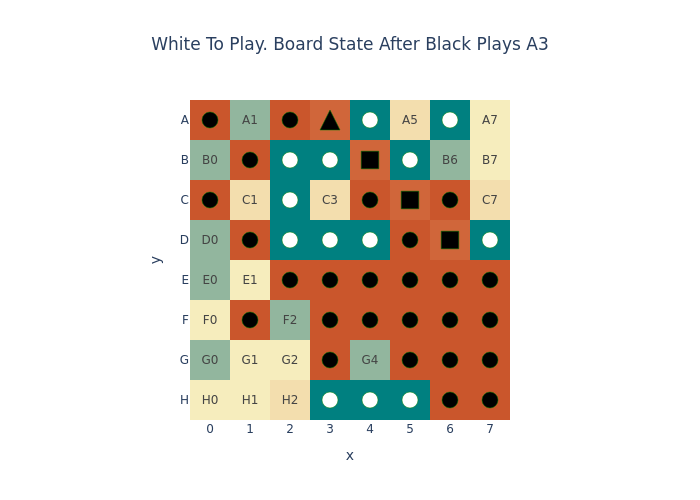 White To Play. Board State After Black Plays A3
A A1 A5 A7
B B0 B6 B7
C C1 C3 C7
D D0
E E0 E1
F F0 F2
G G0 G1 G2 G4
H H0 H1 H2
0 1 2 3 4 5 6 7
x
y